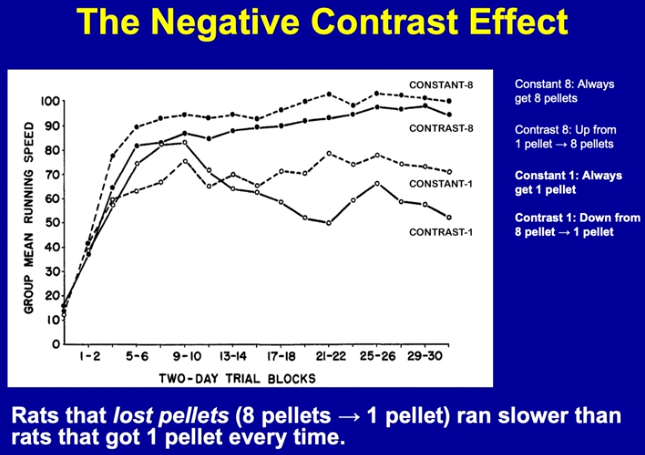 The Negative Contrast Effect
GROUP MEAN RUNNING SPEED
100
90
80
70
60
50
40
30
20
10
0
1-2
5-6
9-10
13-14
17-18
21-22
25-26
29-30
TWO-DAY TRIAL BLOCKS
CONSTANT-8
CONTRAST-8
CONSTANT-1
CONTRAST-1
Constant 8: Always
get 8 pellets
Contrast 8: Up from
1 pellet → 8 pellets
Constant 1: Always
get 1 pellet
Contrast 1: Down from
8 pellet → 1 pellet
Rats that lost pellets (8 pellets → 1 pellet) ran slower than
rats that got 1 pellet every time.